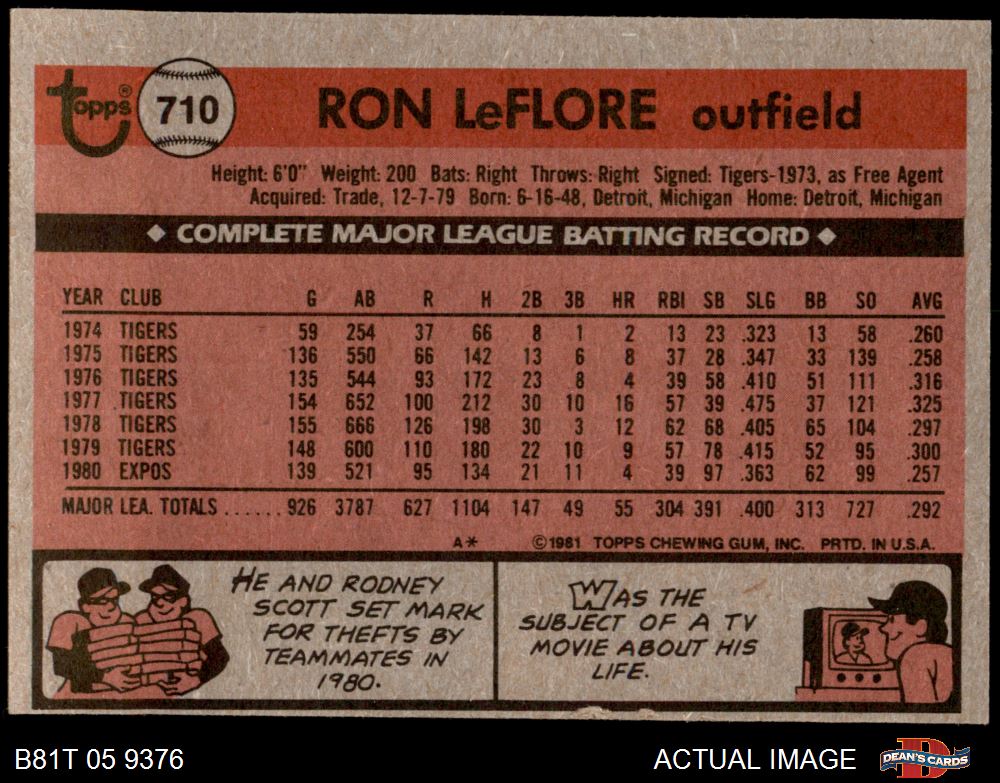 topps® 710 RON LeFLORE outfield
Height: 6'0" Weight: 200 Bats: Right Throws: Right Signed: Tigers-1973, as Free Agent
Acquired: Trade, 12-7-79 Born: 6-16-48, Detroit, Michigan Home: Detroit, Michigan
◆ COMPLETE MAJOR LEAGUE BATTING RECORD ◆
YEAR CLUB G AB R H 2B 3B HR RBI SB SLG BB SO AVG
1974 TIGERS 59 254 37 66 8 1 2 13 23 .323 13 58 .260
1975 TIGERS 136 550 66 142 13 6 8 37 28 .347 33 139 .258
1976 TIGERS 135 544 93 172 23 8 4 39 58 .410 51 111 .316
1977 TIGERS 154 652 100 212 30 10 16 57 39 .475 37 121 .325
1978 TIGERS 155 666 126 198 30 3 12 62 68 .405 65 104 .297
1979 TIGERS 148 600 110 180 22 10 9 57 78 .415 52 95 .300
1980 EXPOS 139 521 95 134 21 11 4 39 97 .363 62 99 .257
MAJOR LEA. TOTALS ...... 926 3787 627 1104 147 49 55 304 391 .400 313 727 .292
A* ©1981 TOPPS CHEWING GUM, INC. PRTD. IN U.S.A.
HE AND RODNEY
SCOTT SET MARK
FOR THEFTS BY
TEAMMATES IN
1980.
WAS THE
SUBJECT OF A TV
MOVIE ABOUT HIS
LIFE.
B81T 05 9376 ACTUAL IMAGE DEAN'S CARDS